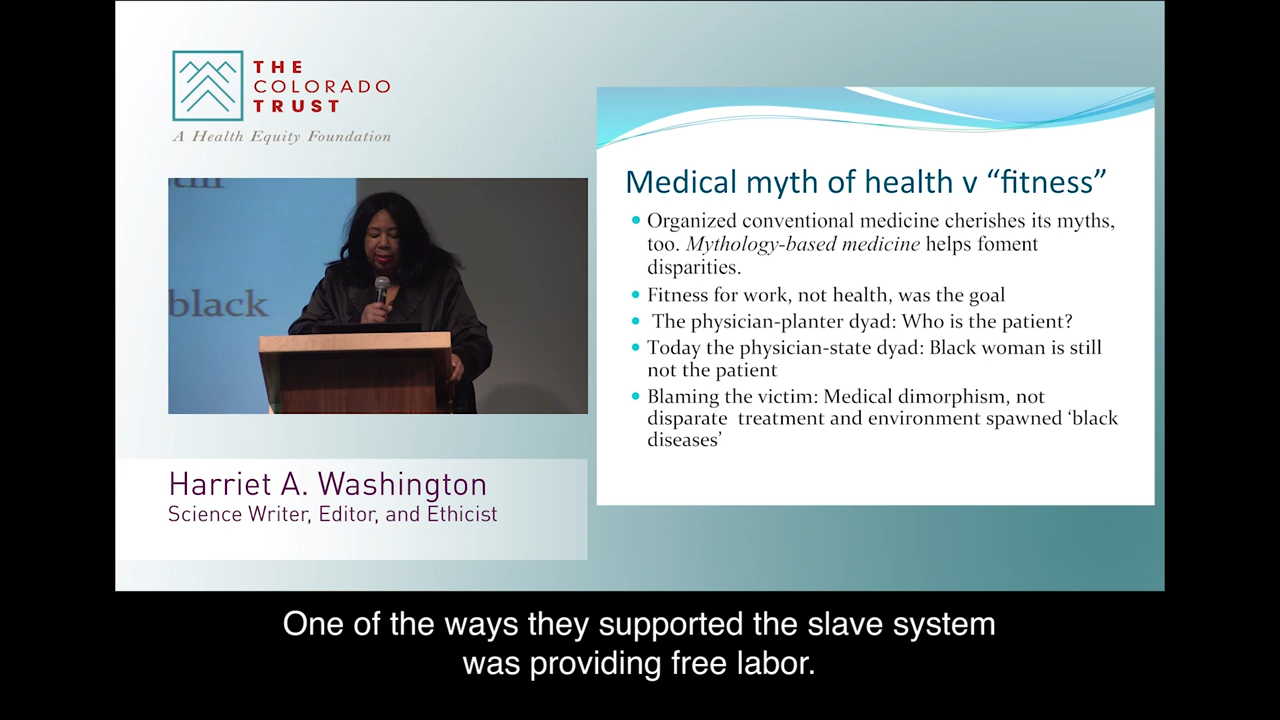 THE
COLORADO
TRUST
A Health Equity Foundation
black
Harriet A. Washington
Science Writer, Editor, and Ethicist
Medical myth of health v “fitness”
Organized conventional medicine cherishes its myths,
too. Mythology-based medicine helps foment
disparities.
Fitness for work, not health, was the goal
The physician-planter dyad: Who is the patient?
Today the physician-state dyad: Black woman is still
not the patient
Blaming the victim: Medical dimorphism, not
disparate treatment and environment spawned ‘black
diseases’
One of the ways they supported the slave system
was providing free labor.